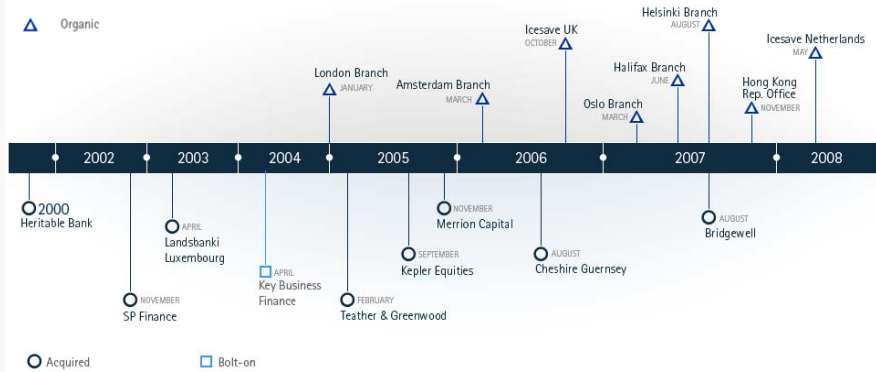 Organic
Helsinki Branch
AUGUST
Icesave UK
OCTOBER
Icesave Netherlands
MAY
London Branch
JANUARY
Amsterdam Branch
MARCH
Halifax Branch
JUNE
Hong Kong
Rep. Office
NOVEMBER
Oslo Branch
MARCH
2002 2003 2004 2005 2006 2007 2008
2000
Heritable Bank
NOVEMBER
SP Finance
APRIL
Landsbanki
Luxembourg
APRIL
Key Business
Finance
FEBRUARY
Teather & Greenwood
SEPTEMBER
Kepler Equities
NOVEMBER
Merrion Capital
AUGUST
Cheshire Guernsey
AUGUST
Bridgewell
Acquired
Bolt-on